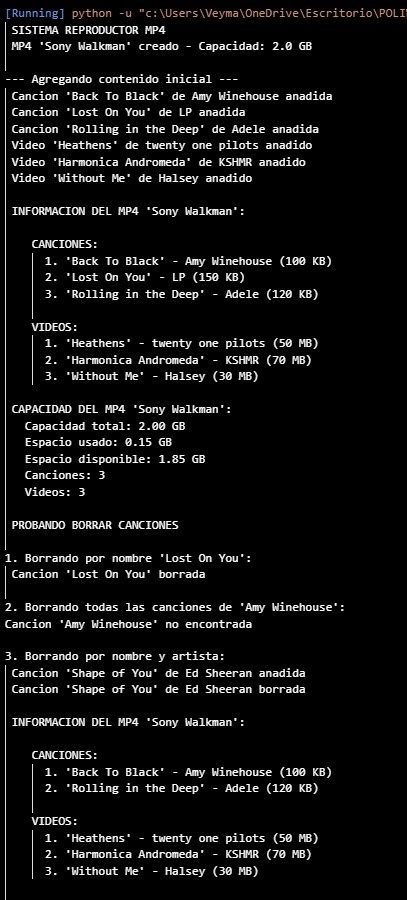 [Running] python -u "c:\Users\Veyma\OneDrive\Escritorio\POLI
SISTEMA REPRODUCTOR MP4
MP4 'Sony Walkman' creado - Capacidad: 2.0 GB
--- Agregando contenido inicial ---
Cancion 'Back To Black' de Amy Winehouse anadida
Cancion 'Lost On You' de LP anadida
Cancion 'Rolling in the Deep' de Adele anadida
Video 'Heathens' de twenty one pilots anadido
Video 'Harmonica Andromeda' de KSHMR anadido
Video 'Without Me' de Halsey anadido
INFORMACION DEL MP4 'Sony Walkman':
CANCIONES:
1. 'Back To Black' - Amy Winehouse (100 KB)
2. 'Lost On You' - LP (150 KB)
3. 'Rolling in the Deep' - Adele (120 KB)
VIDEOS:
1. 'Heathens' - twenty one pilots (50 MB)
2. 'Harmonica Andromeda' - KSHMR (70 MB)
3. 'Without Me' - Halsey (30 MB)
CAPACIDAD DEL MP4 'Sony Walkman':
Capacidad total: 2.00 GB
Espacio usado: 0.15 GB
Espacio disponible: 1.85 GB
Canciones: 3
Videos: 3
PROBANDO BORRAR CANCIONES
1. Borrando por nombre 'Lost On You':
Cancion 'Lost On You' borrada
2. Borrando todas las canciones de 'Amy Winehouse':
Cancion 'Amy Winehouse' no encontrada
3. Borrando por nombre y artista:
Cancion 'Shape of You' de Ed Sheeran anadida
Cancion 'Shape of You' de Ed Sheeran borrada
INFORMACION DEL MP4 'Sony Walkman':
CANCIONES:
1. 'Back To Black' - Amy Winehouse (100 KB)
2. 'Rolling in the Deep' - Adele (120 KB)
VIDEOS:
1. 'Heathens' - twenty one pilots (50 MB)
2. 'Harmonica Andromeda' - KSHMR (70 MB)
3. 'Without Me' - Halsey (30 MB)